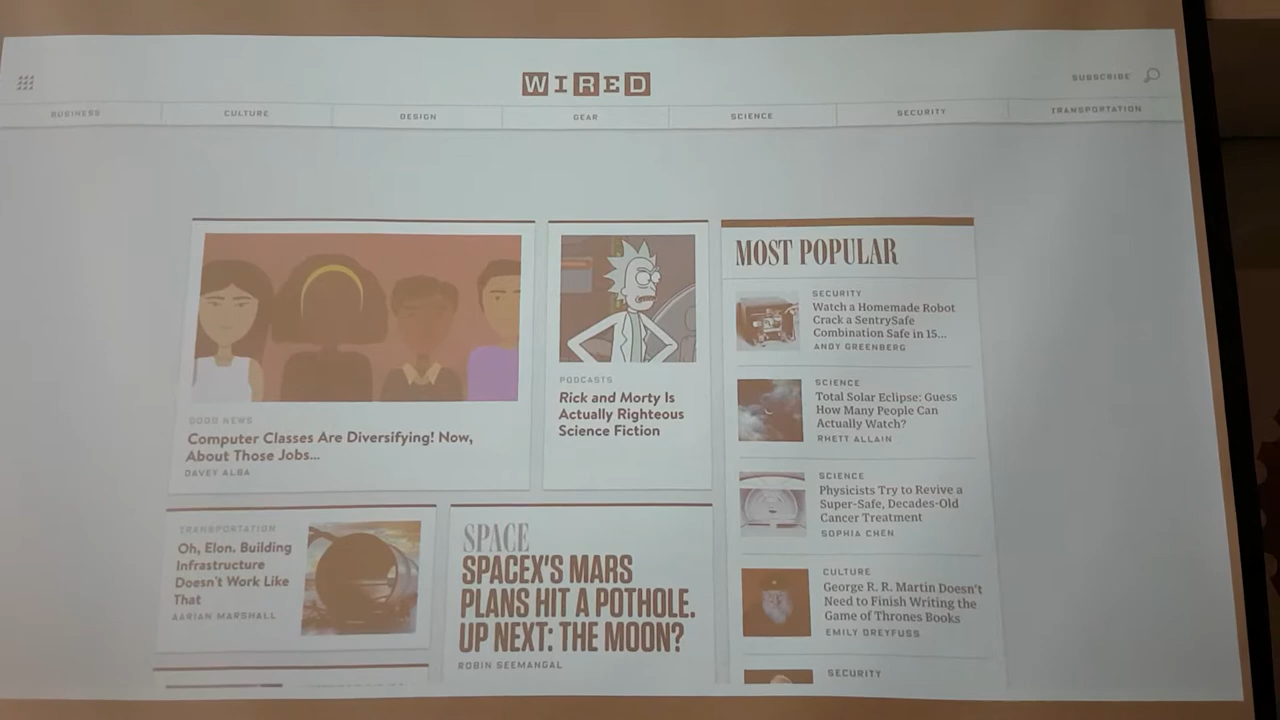 WIRED
SUBSCRIBE
BUSINESS
CULTURE
DESIGN
GEAR
SCIENCE
SECURITY
TRANSPORTATION
GOOD NEWS
Computer Classes Are Diversifying! Now,
About Those Jobs...
DAVEY ALBA
PODCASTS
Rick and Morty Is
Actually Righteous
Science Fiction
TRANSPORTATION
Oh, Elon. Building
Infrastructure
Doesn't Work Like
That
AARIAN MARSHALL
SPACE
SPACEX'S MARS
PLANS HIT A POTHOLE.
UP NEXT: THE MOON?
ROBIN SEEMANGAL
MOST POPULAR
SECURITY
Watch a Homemade Robot
Crack a SentrySafe
Combination Safe in 15...
ANDY GREENBERG
SCIENCE
Total Solar Eclipse: Guess
How Many People Can
Actually Watch?
RHETT ALLAIN
SCIENCE
Physicists Try to Revive a
Super-Safe, Decades-Old
Cancer Treatment
SOPHIA CHEN
CULTURE
George R. R. Martin Doesn't
Need to Finish Writing the
Game of Thrones Books
EMILY DREYFUSS
SECURITY